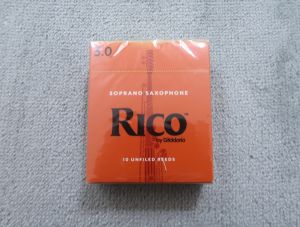 3.0
SOPRANO SAXOPHONE
RICO
by D'Addario
10 UNFILED REEDS